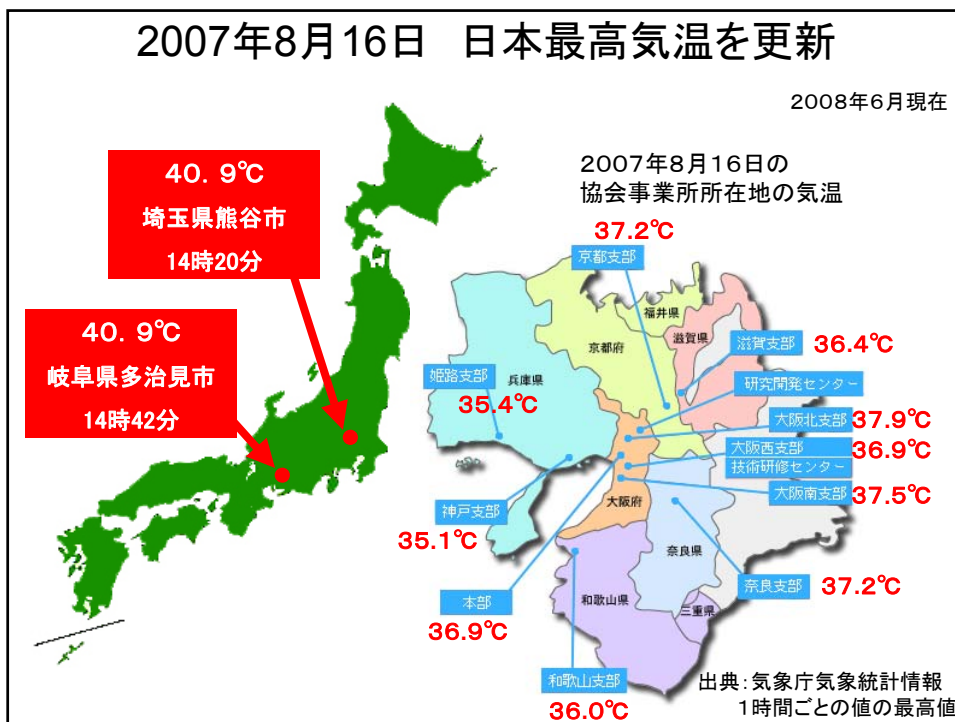 2007年8月16日　日本最高気温を更新
2008年6月現在
40．9℃
埼玉県熊谷市
14時20分
40．9℃
岐阜県多治見市
14時42分
2007年8月16日の
協会事業所所在地の気温
37.2℃
京都支部
福井県
滋賀県
滋賀支部
36.4℃
京都府
兵庫県
姫路支部
35.4℃
研究開発センター
大阪北支部
37.9℃
大阪西支部
36.9℃
技術研修センター
大阪南支部
37.5℃
大阪府
神戸支部
35.1℃
奈良県
奈良支部
37.2℃
本部
36.9℃
和歌山県
三重県
和歌山支部
36.0℃
出典：気象庁気象統計情報
1時間ごとの値の最高値